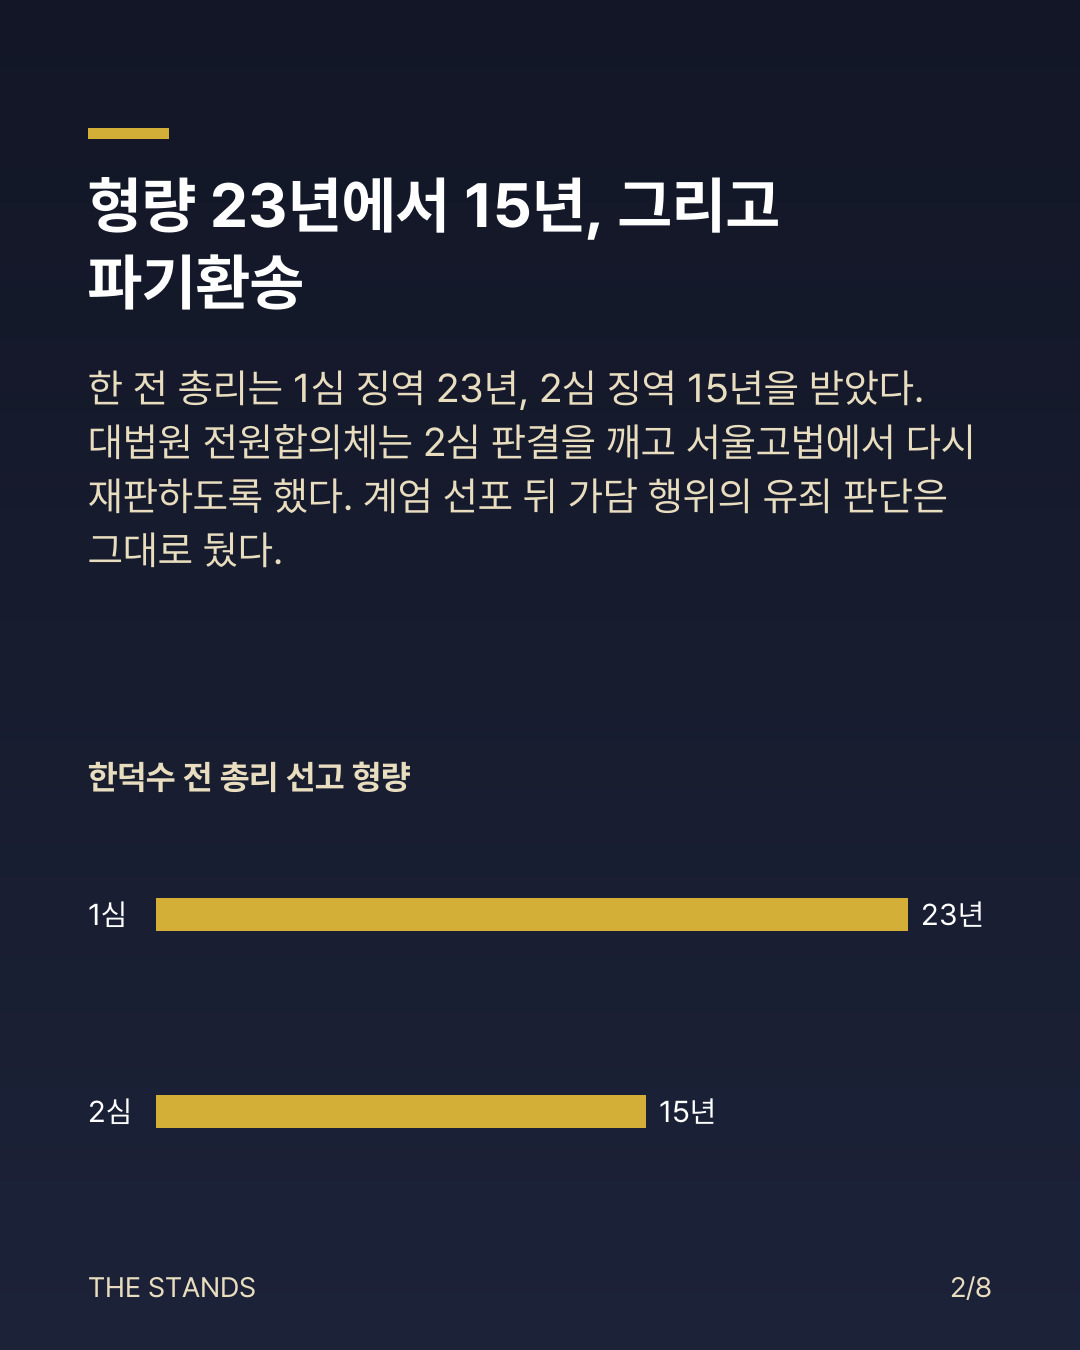 형량 23년에서 15년, 그리고
파기환송
한 전 총리는 1심 징역 23년, 2심 징역 15년을 받았다.
대법원 전원합의체는 2심 판결을 깨고 서울고법에서 다시
재판하도록 했다. 계엄 선포 뒤 가담 행위의 유죄 판단은
그대로 뒀다.
한덕수 전 총리 선고 형량
1심 23년
2심 15년
THE STANDS 2/8